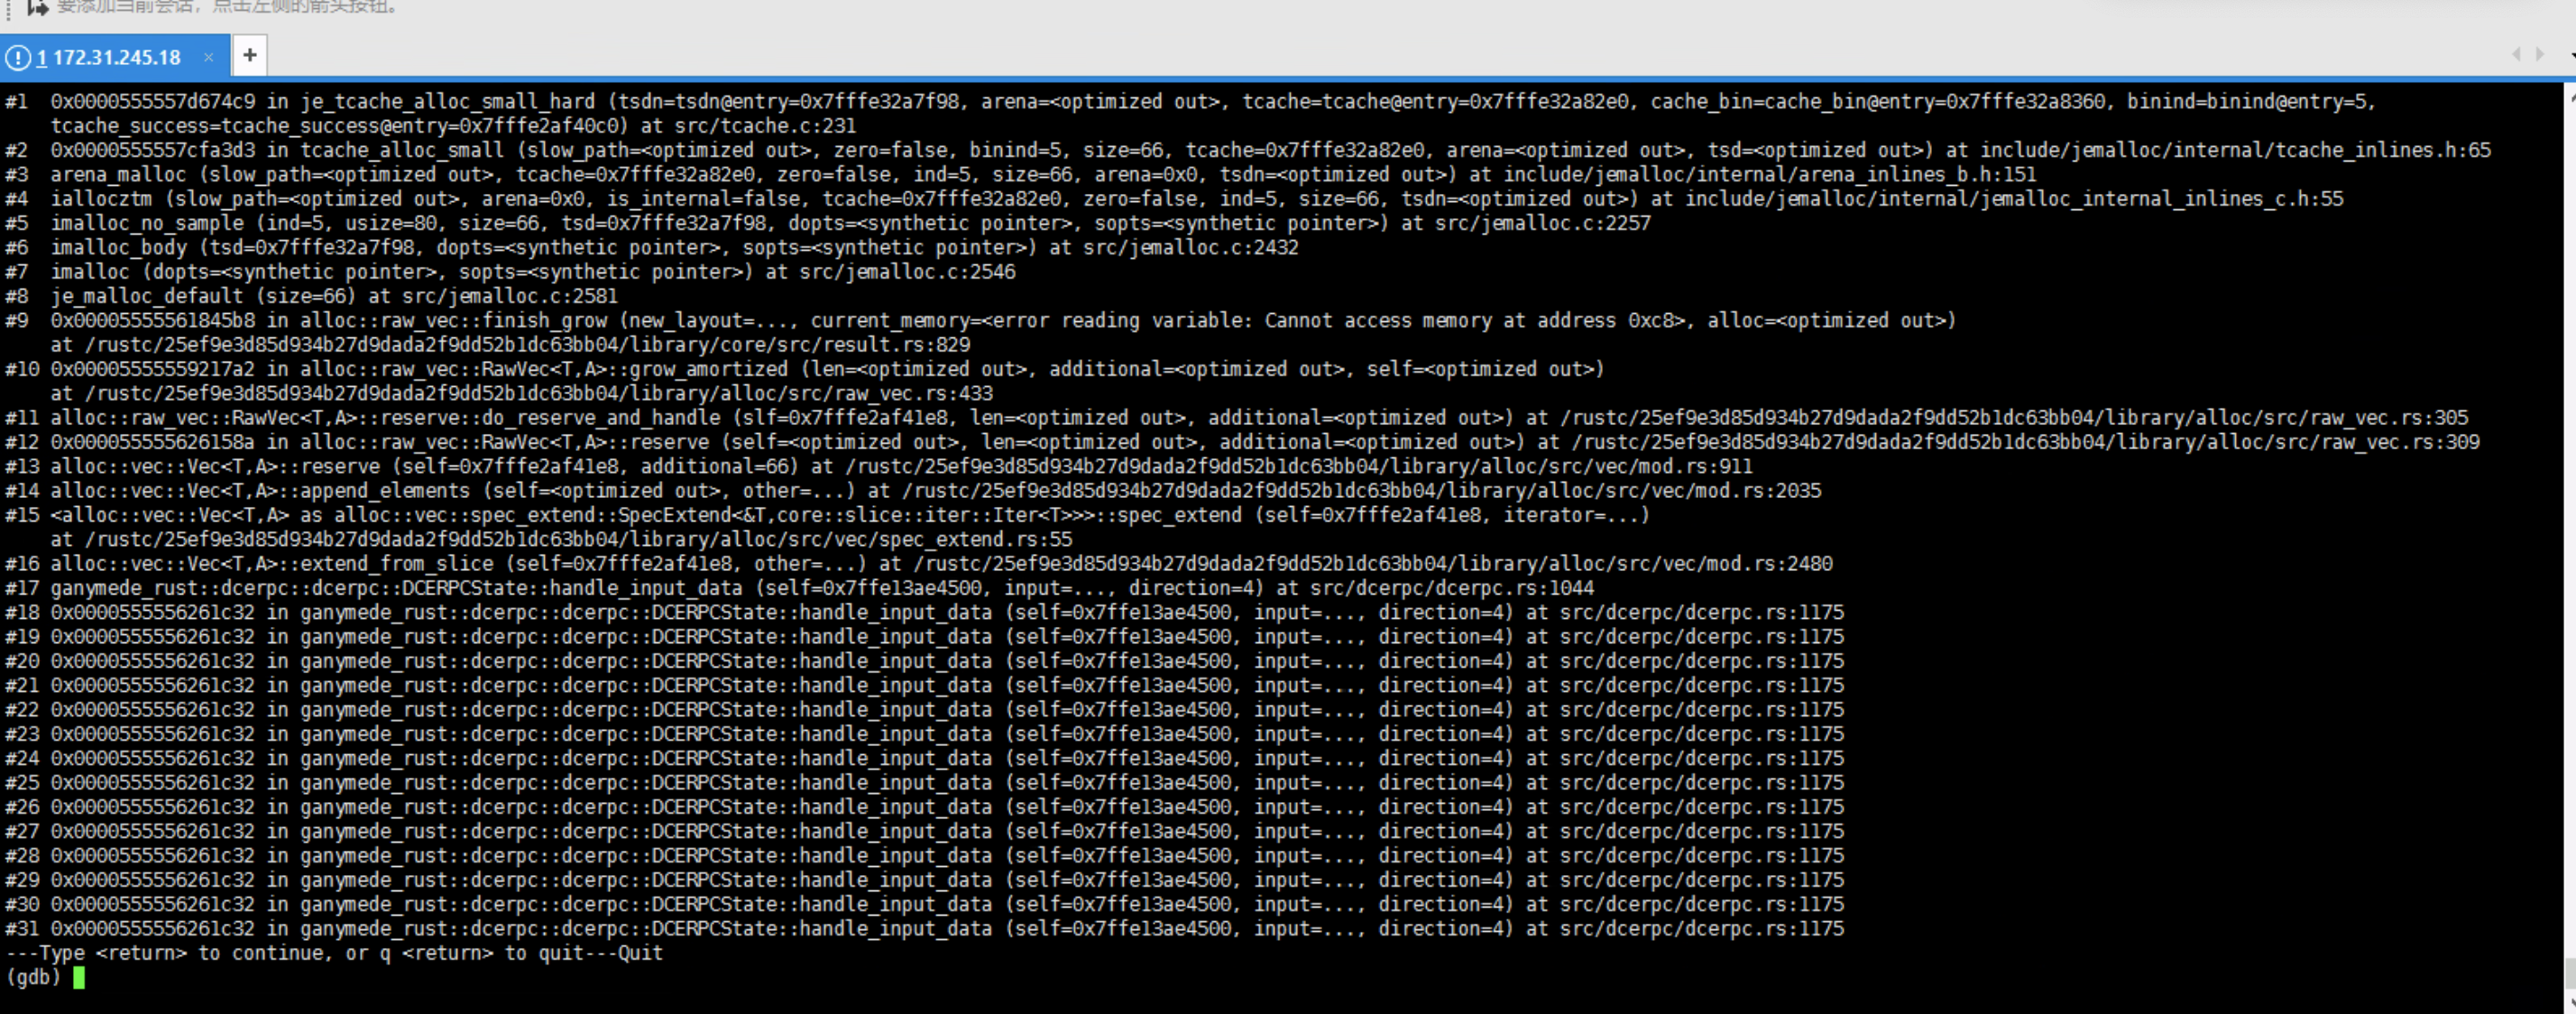 要添加当前会话，点击左侧的箭头按钮。
1 172.31.245.18 × +
#1 0x0000555557d674c9 in je_tcache_alloc_small_hard (tsdn=tsdn@entry=0x7fffe32a7f98, arena=<optimized out>, tcache=tcache@entry=0x7fffe32a82e0, cache_bin=cache_bin@entry=0x7fffe32a8360, binind=binind@entry=5,
tcache_success=tcache_success@entry=0x7fffe2af40c0) at src/tcache.c:231
#2 0x0000555557cfa3d3 in tcache_alloc_small (slow_path=<optimized out>, zero=false, binind=5, size=66, tcache=0x7fffe32a82e0, arena=<optimized out>, tsd=<optimized out>) at include/jemalloc/internal/tcache_inlines.h:65
#3 arena_malloc (slow_path=<optimized out>, tcache=0x7fffe32a82e0, zero=false, ind=5, size=66, arena=0x0, tsdn=<optimized out>) at include/jemalloc/internal/arena_inlines_b.h:151
#4 iallocztm (slow_path=<optimized out>, arena=0x0, is_internal=false, tcache=0x7fffe32a82e0, zero=false, ind=5, size=66, tsdn=<optimized out>) at include/jemalloc/internal/jemalloc_internal_inlines_c.h:55
#5 imalloc_no_sample (ind=5, usize=80, size=66, tsd=0x7fffe32a7f98, dopts=<synthetic pointer>, sopts=<synthetic pointer>) at src/jemalloc.c:2257
#6 imalloc_body (tsd=0x7fffe32a7f98, dopts=<synthetic pointer>, sopts=<synthetic pointer>) at src/jemalloc.c:2432
#7 imalloc (dopts=<synthetic pointer>, sopts=<synthetic pointer>) at src/jemalloc.c:2546
#8 je_malloc_default (size=66) at src/jemalloc.c:2581
#9 0x00005555561845b8 in alloc::raw_vec::finish_grow (new_layout=..., current_memory=<error reading variable: Cannot access memory at address 0xc8>, alloc=<optimized out>)
at /rustc/25ef9e3d85d934b27d9dada2f9dd52b1dc63bb04/library/core/src/result.rs:829
#10 0x00005555559217a2 in alloc::raw_vec::RawVec<T,A>::grow_amortized (len=<optimized out>, additional=<optimized out>, self=<optimized out>)
at /rustc/25ef9e3d85d934b27d9dada2f9dd52b1dc63bb04/library/alloc/src/raw_vec.rs:433
#11 alloc::raw_vec::RawVec<T,A>::reserve::do_reserve_and_handle (slf=0x7fffe2af41e8, len=<optimized out>, additional=<optimized out>) at /rustc/25ef9e3d85d934b27d9dada2f9dd52b1dc63bb04/library/alloc/src/raw_vec.rs:305
#12 0x000055555626158a in alloc::raw_vec::RawVec<T,A>::reserve (self=<optimized out>, len=<optimized out>, additional=<optimized out>) at /rustc/25ef9e3d85d934b27d9dada2f9dd52b1dc63bb04/library/alloc/src/raw_vec.rs:309
#13 alloc::vec::Vec<T,A>::reserve (self=0x7fffe2af41e8, additional=66) at /rustc/25ef9e3d85d934b27d9dada2f9dd52b1dc63bb04/library/alloc/src/vec/mod.rs:911
#14 alloc::vec::Vec<T,A>::append_elements (self=<optimized out>, other=...) at /rustc/25ef9e3d85d934b27d9dada2f9dd52b1dc63bb04/library/alloc/src/vec/mod.rs:2035
#15 <alloc::vec::Vec<T,A> as alloc::vec::spec_extend::SpecExtend<&T,core::slice::iter::Iter<T>>>::spec_extend (self=0x7fffe2af41e8, iterator=...)
at /rustc/25ef9e3d85d934b27d9dada2f9dd52b1dc63bb04/library/alloc/src/vec/spec_extend.rs:55
#16 alloc::vec::Vec<T,A>::extend_from_slice (self=0x7fffe2af41e8, other=...) at /rustc/25ef9e3d85d934b27d9dada2f9dd52b1dc63bb04/library/alloc/src/vec/mod.rs:2480
#17 ganymede_rust::dcerpc::dcerpc::DCERPCState::handle_input_data (self=0x7ffe13ae4500, input=..., direction=4) at src/dcerpc/dcerpc.rs:1044
#18 0x0000555556261c32 in ganymede_rust::dcerpc::dcerpc::DCERPCState::handle_input_data (self=0x7ffe13ae4500, input=..., direction=4) at src/dcerpc/dcerpc.rs:1175
#19 0x0000555556261c32 in ganymede_rust::dcerpc::dcerpc::DCERPCState::handle_input_data (self=0x7ffe13ae4500, input=..., direction=4) at src/dcerpc/dcerpc.rs:1175
#20 0x0000555556261c32 in ganymede_rust::dcerpc::dcerpc::DCERPCState::handle_input_data (self=0x7ffe13ae4500, input=..., direction=4) at src/dcerpc/dcerpc.rs:1175
#21 0x0000555556261c32 in ganymede_rust::dcerpc::dcerpc::DCERPCState::handle_input_data (self=0x7ffe13ae4500, input=..., direction=4) at src/dcerpc/dcerpc.rs:1175
#22 0x0000555556261c32 in ganymede_rust::dcerpc::dcerpc::DCERPCState::handle_input_data (self=0x7ffe13ae4500, input=..., direction=4) at src/dcerpc/dcerpc.rs:1175
#23 0x0000555556261c32 in ganymede_rust::dcerpc::dcerpc::DCERPCState::handle_input_data (self=0x7ffe13ae4500, input=..., direction=4) at src/dcerpc/dcerpc.rs:1175
#24 0x0000555556261c32 in ganymede_rust::dcerpc::dcerpc::DCERPCState::handle_input_data (self=0x7ffe13ae4500, input=..., direction=4) at src/dcerpc/dcerpc.rs:1175
#25 0x0000555556261c32 in ganymede_rust::dcerpc::dcerpc::DCERPCState::handle_input_data (self=0x7ffe13ae4500, input=..., direction=4) at src/dcerpc/dcerpc.rs:1175
#26 0x0000555556261c32 in ganymede_rust::dcerpc::dcerpc::DCERPCState::handle_input_data (self=0x7ffe13ae4500, input=..., direction=4) at src/dcerpc/dcerpc.rs:1175
#27 0x0000555556261c32 in ganymede_rust::dcerpc::dcerpc::DCERPCState::handle_input_data (self=0x7ffe13ae4500, input=..., direction=4) at src/dcerpc/dcerpc.rs:1175
#28 0x0000555556261c32 in ganymede_rust::dcerpc::dcerpc::DCERPCState::handle_input_data (self=0x7ffe13ae4500, input=..., direction=4) at src/dcerpc/dcerpc.rs:1175
#29 0x0000555556261c32 in ganymede_rust::dcerpc::dcerpc::DCERPCState::handle_input_data (self=0x7ffe13ae4500, input=..., direction=4) at src/dcerpc/dcerpc.rs:1175
#30 0x0000555556261c32 in ganymede_rust::dcerpc::dcerpc::DCERPCState::handle_input_data (self=0x7ffe13ae4500, input=..., direction=4) at src/dcerpc/dcerpc.rs:1175
#31 0x0000555556261c32 in ganymede_rust::dcerpc::dcerpc::DCERPCState::handle_input_data (self=0x7ffe13ae4500, input=..., direction=4) at src/dcerpc/dcerpc.rs:1175
---Type <return> to continue, or q <return> to quit---Quit
(gdb)